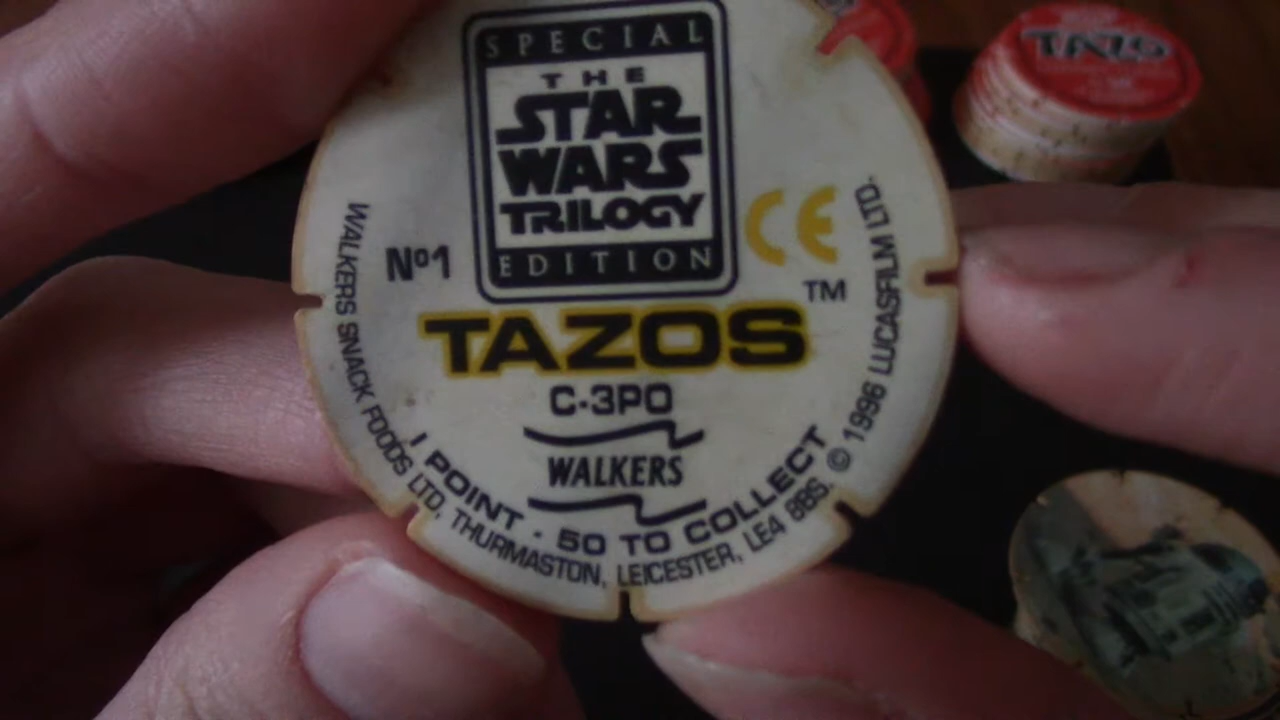 SPECIAL
THE
STAR
WARS
TRILOGY
EDITION
Nº1
CE
TM
TAZOS
C-3PO
WALKERS
1 POINT - 50 TO COLLECT
WALKERS SNACK FOODS LTD, THURMASTON, LEICESTER, LE4 8BS. © 1996 LUCASFILM LTD.
TAZO